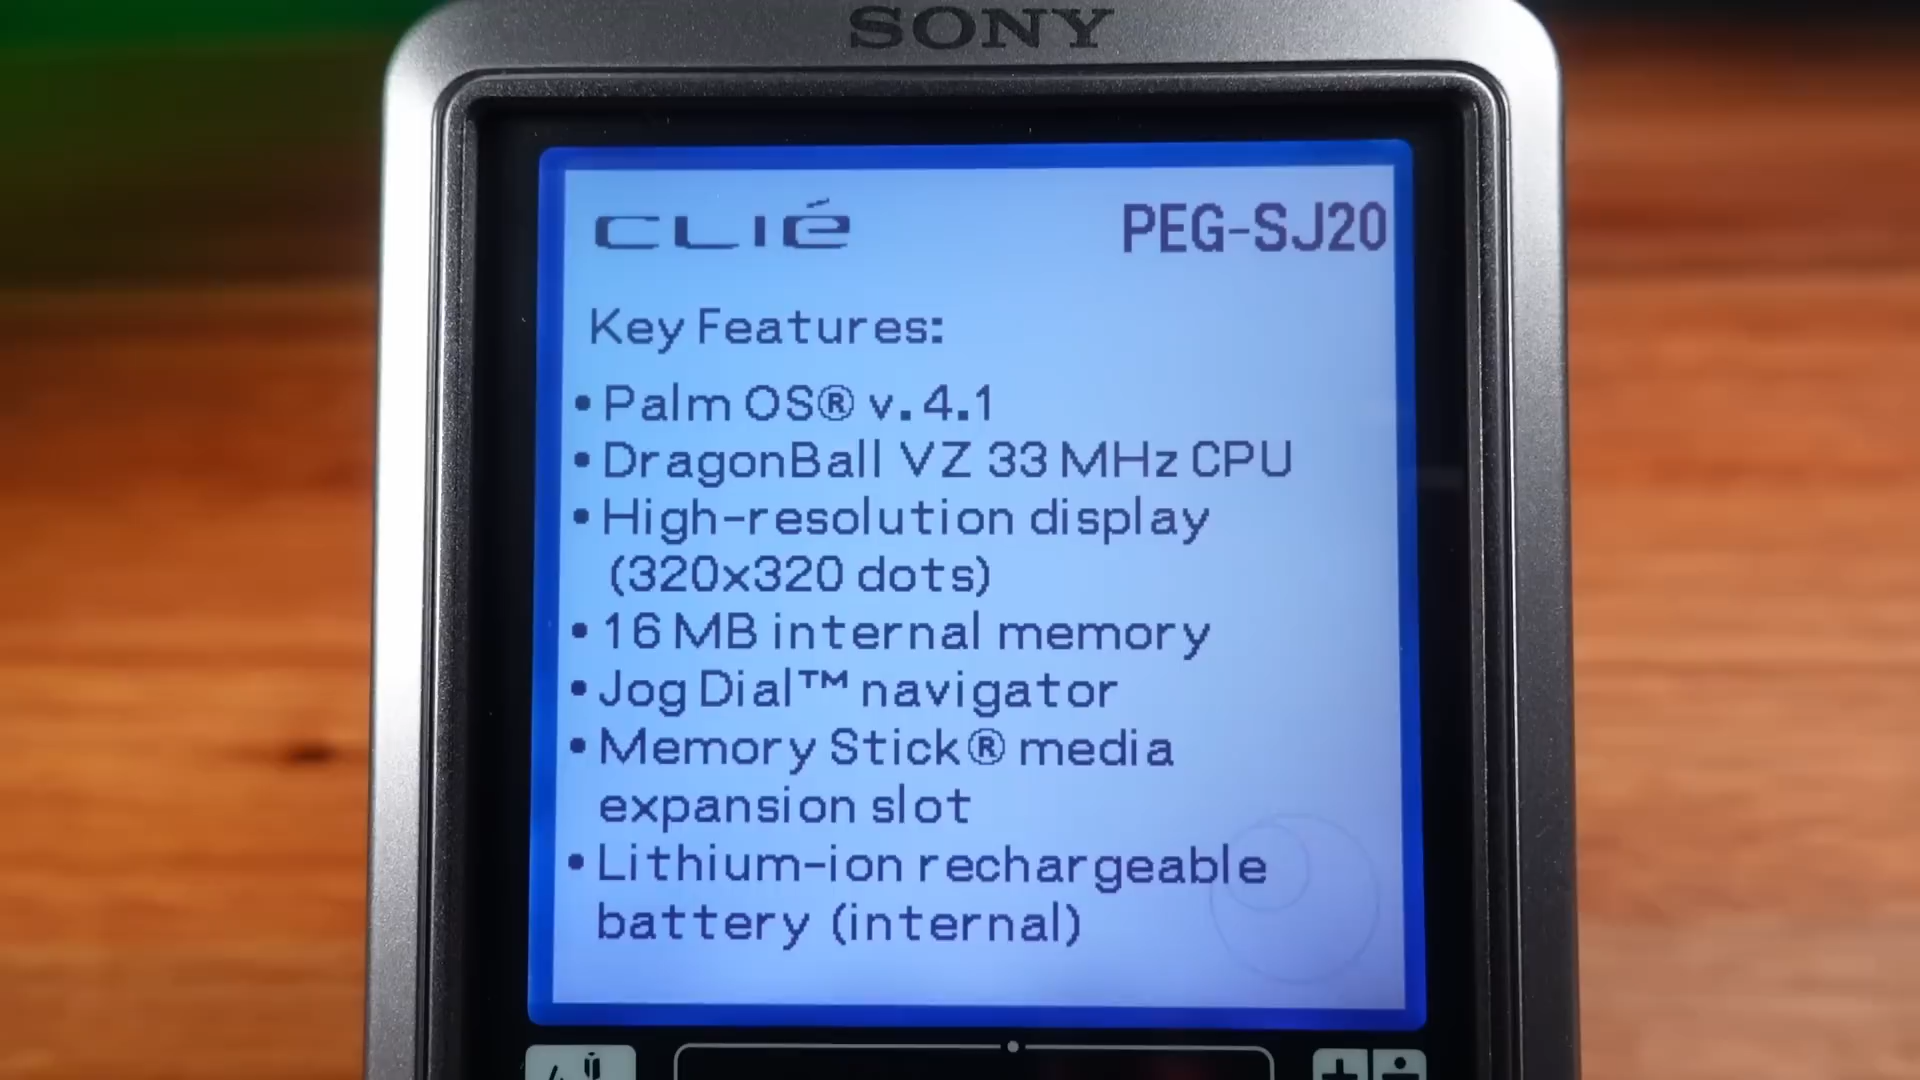 SONY
CLIÉ PEG-SJ20
Key Features:
• Palm OS® v. 4.1
• DragonBall VZ 33 MHz CPU
• High-resolution display
(320x320 dots)
• 16 MB internal memory
• Jog Dial™ navigator
• Memory Stick® media
expansion slot
• Lithium-ion rechargeable
battery (internal)